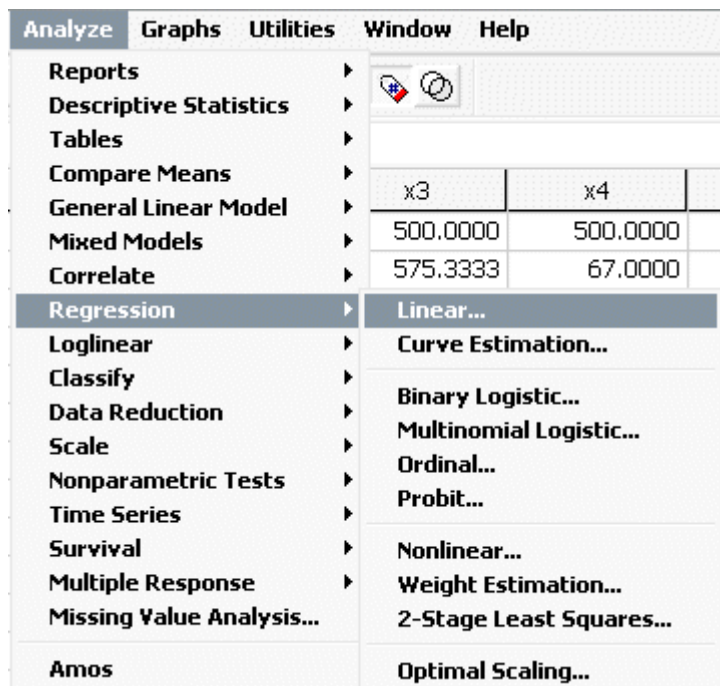 Analyze Graphs Utilities Window Help
Reports
Descriptive Statistics
Tables
Compare Means
General Linear Model
Mixed Models
Correlate
Regression
Loglinear
Classify
Data Reduction
Scale
Nonparametric Tests
Time Series
Survival
Multiple Response
Missing Value Analysis...
Amos
x3 x4
500.0000 500.0000
575.3333 67.0000
Linear...
Curve Estimation...
Binary Logistic...
Multinomial Logistic...
Ordinal...
Probit...
Nonlinear...
Weight Estimation...
2-Stage Least Squares...
Optimal Scaling...